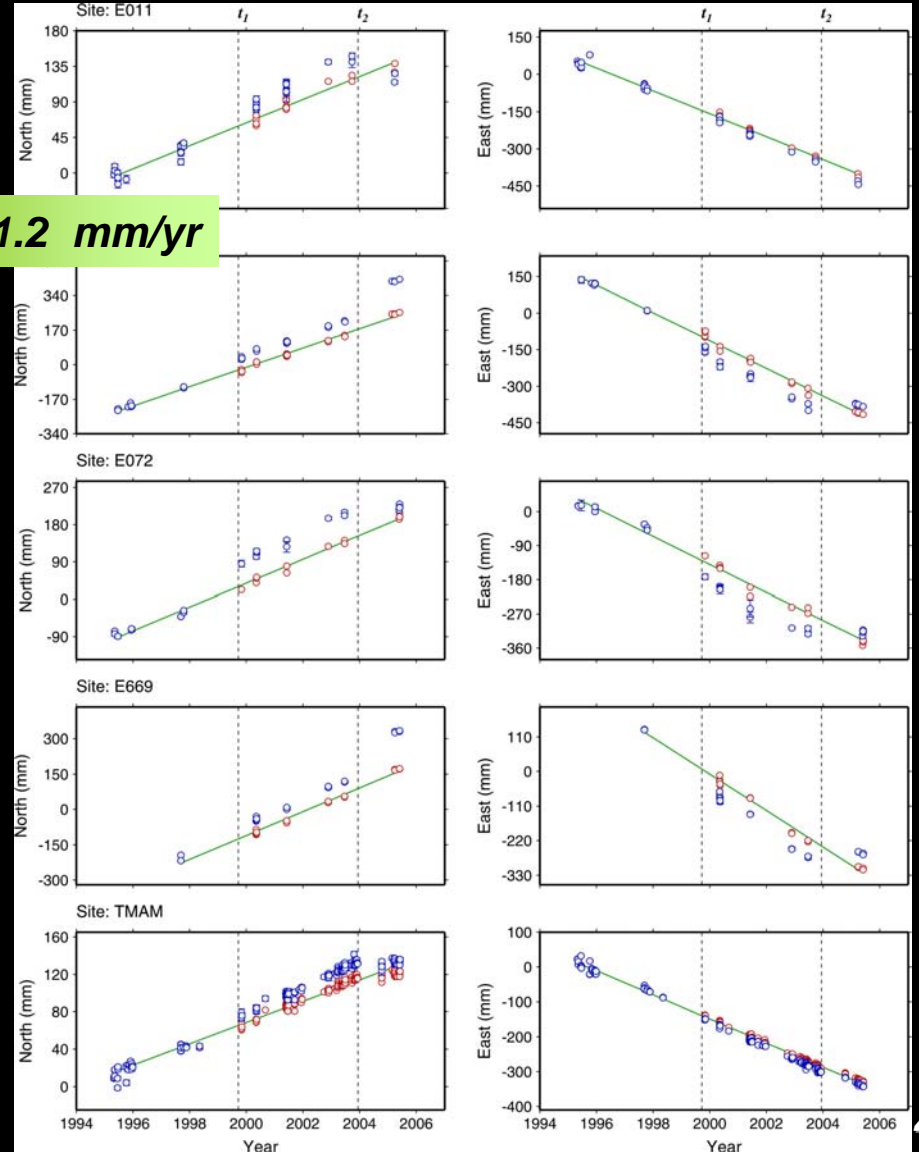 Site: E011
t1
t2
t1
t2
180
135
90
45
0
North (mm)
150
0
-150
-300
-450
East (mm)
1.2 mm/yr
340
170
0
-170
-340
North (mm)
150
0
-150
-300
-450
East (mm)
Site: E072
270
180
90
0
-90
North (mm)
0
-90
-180
-270
-360
East (mm)
Site: E669
300
150
0
-150
-300
North (mm)
110
0
-110
-220
-330
East (mm)
Site: TMAM
160
120
80
40
0
North (mm)
100
0
-100
-200
-300
-400
East (mm)
1994 1996 1998 2000 2002 2004 2006
Year
1994 1996 1998 2000 2002 2004 2006
Year